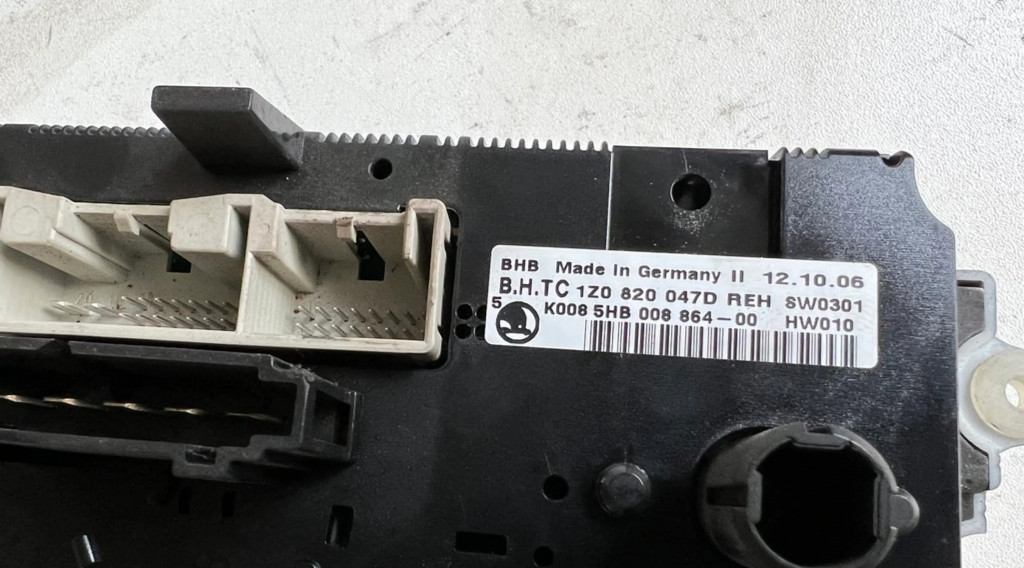 BHB Made In Germany II 12.10.06
B.H.TC 1Z0 820 047D REH SW0301
5 K008 5HB 008 864-00 HW010